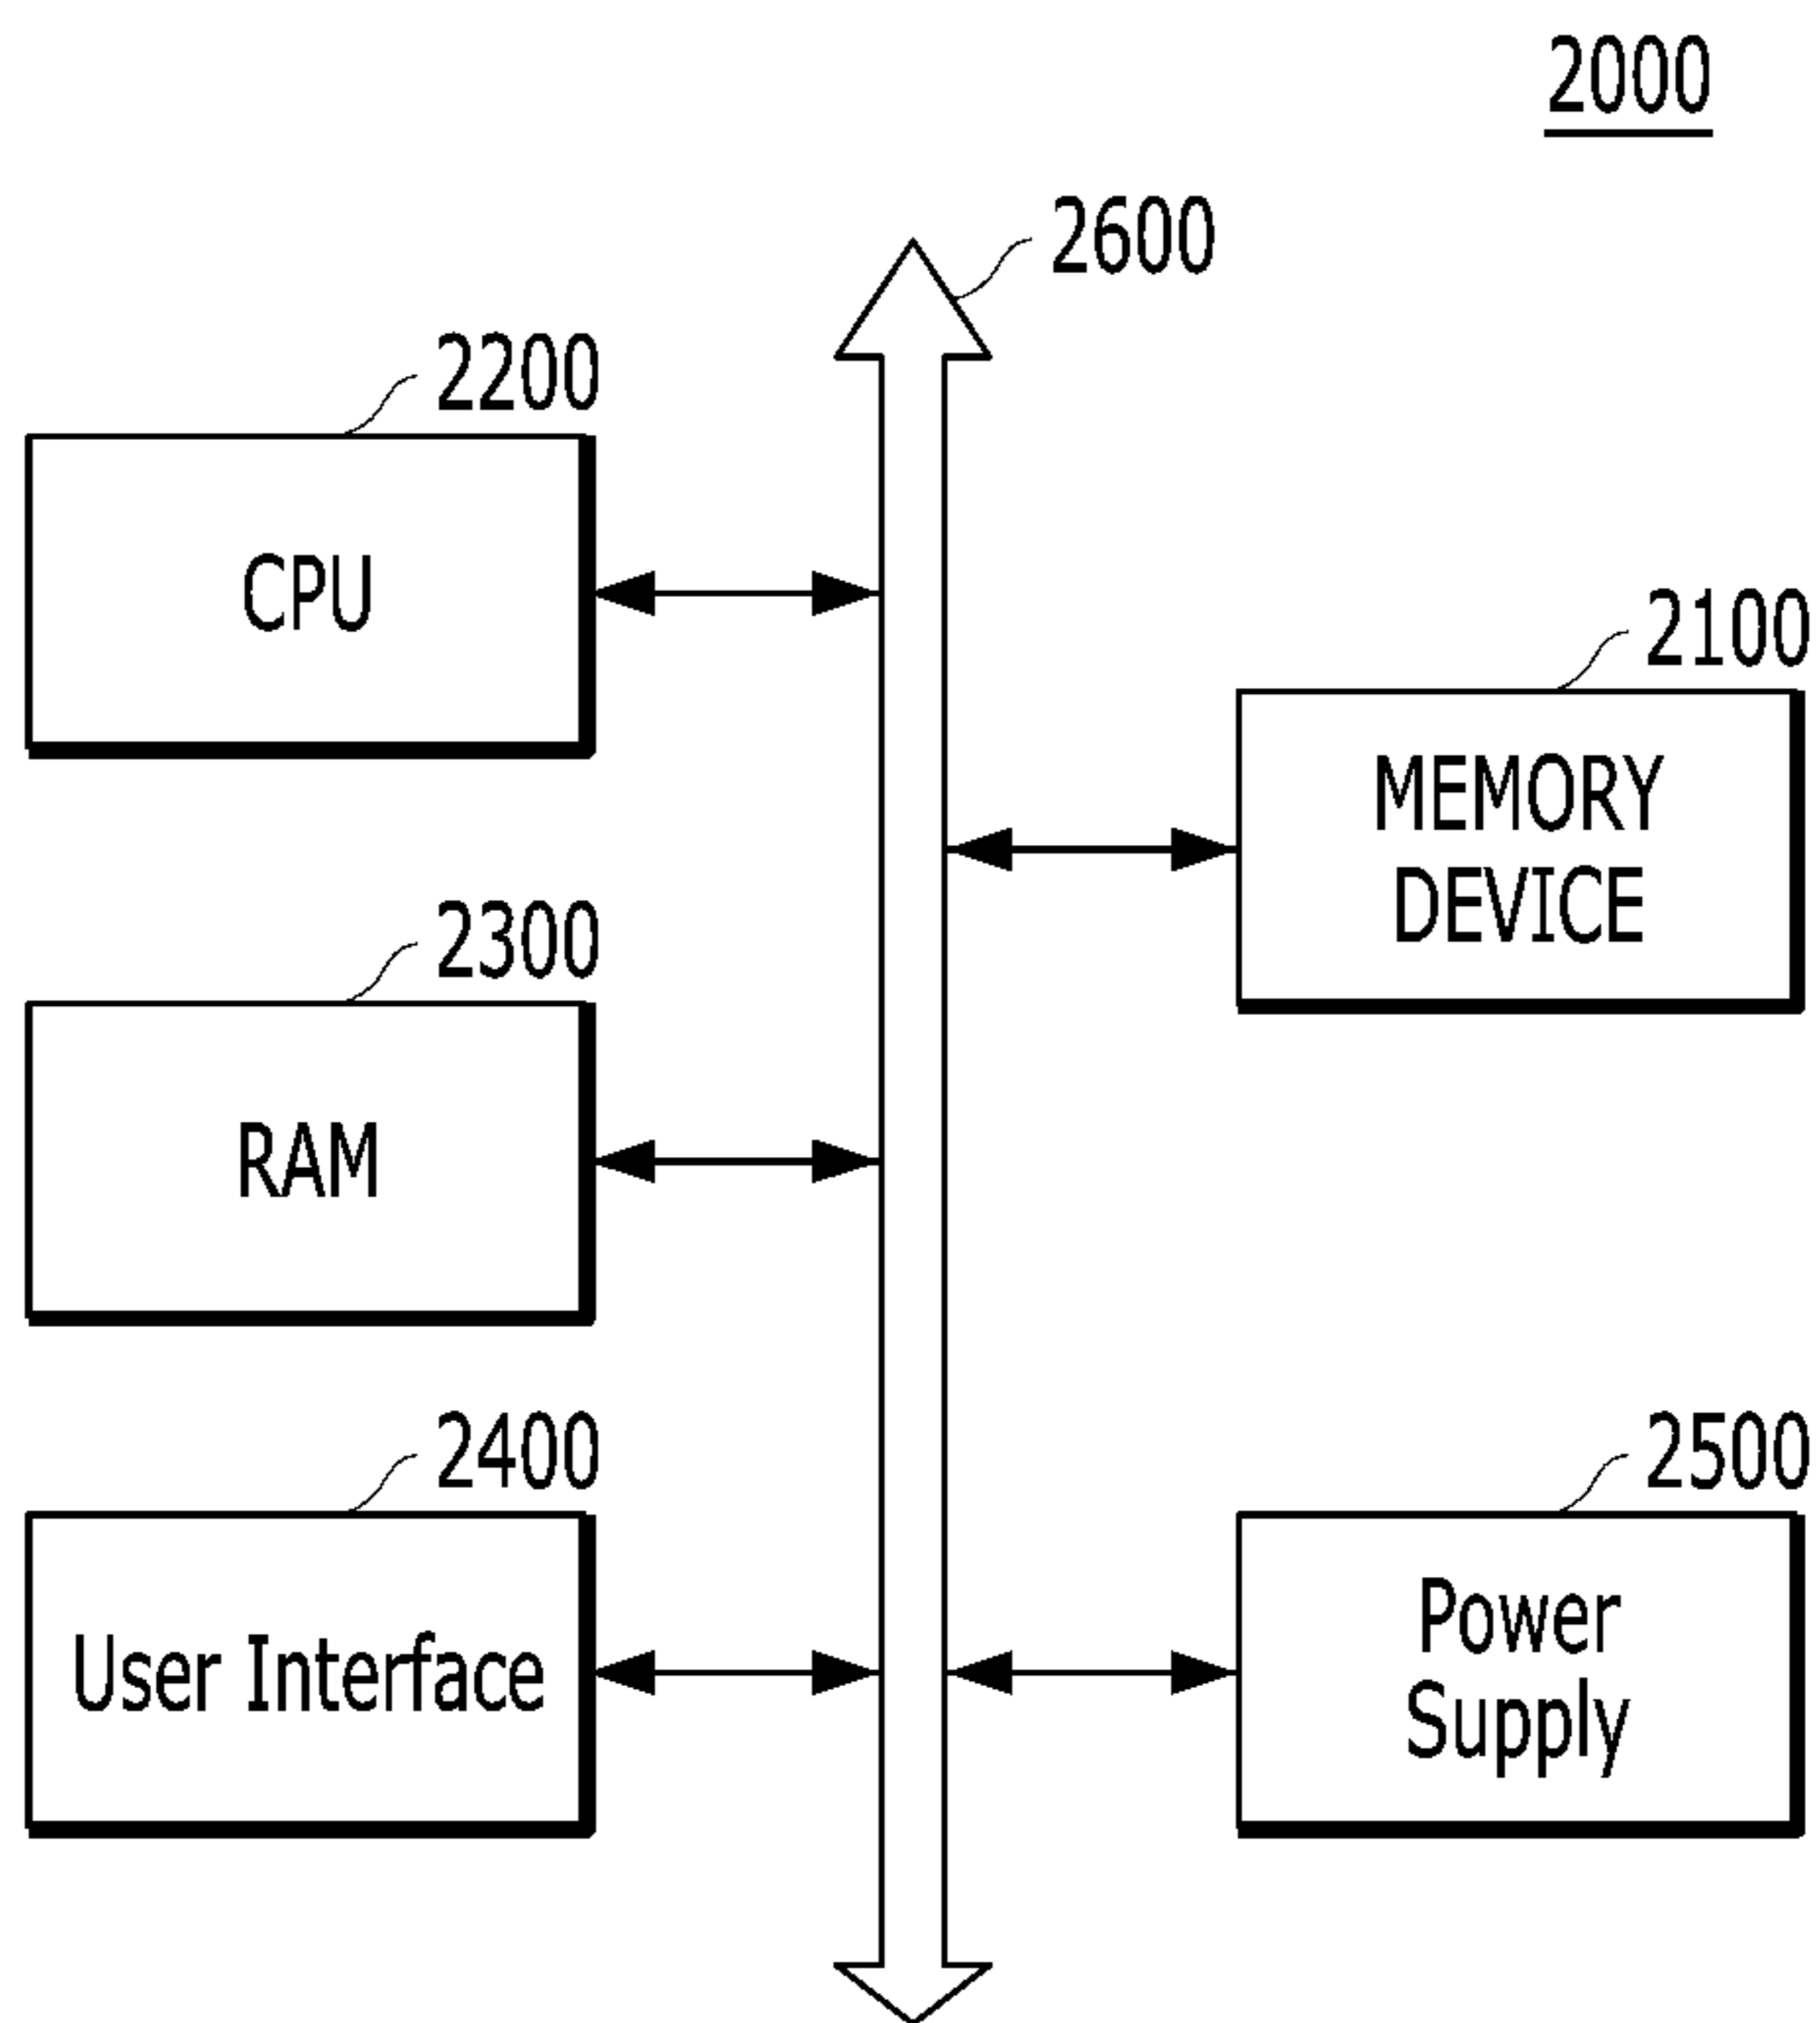 2000
2600
2200
CPU
2100
MEMORY
DEVICE
2300
RAM
2400
User Interface
2500
Power
Supply